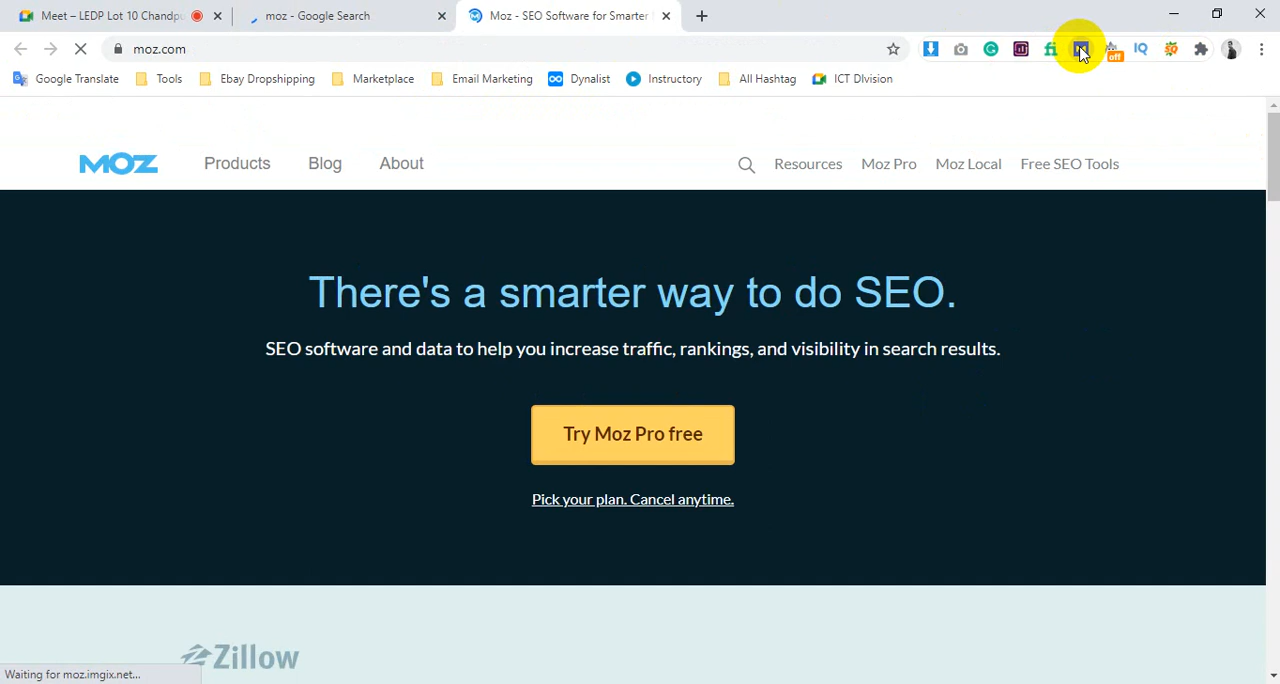 Meet – LEDP Lot 10 Chandpu
moz - Google Search
Moz - SEO Software for Smarter
moz.com
off
IQ
Google Translate
Tools
Ebay Dropshipping
Marketplace
Email Marketing
Dynalist
Instructory
All Hashtag
ICT DIvision
MOZ
Products
Blog
About
Resources
Moz Pro
Moz Local
Free SEO Tools
There's a smarter way to do SEO.
SEO software and data to help you increase traffic, rankings, and visibility in search results.
Try Moz Pro free
Pick your plan. Cancel anytime.
Zillow
Waiting for moz.imgix.net...